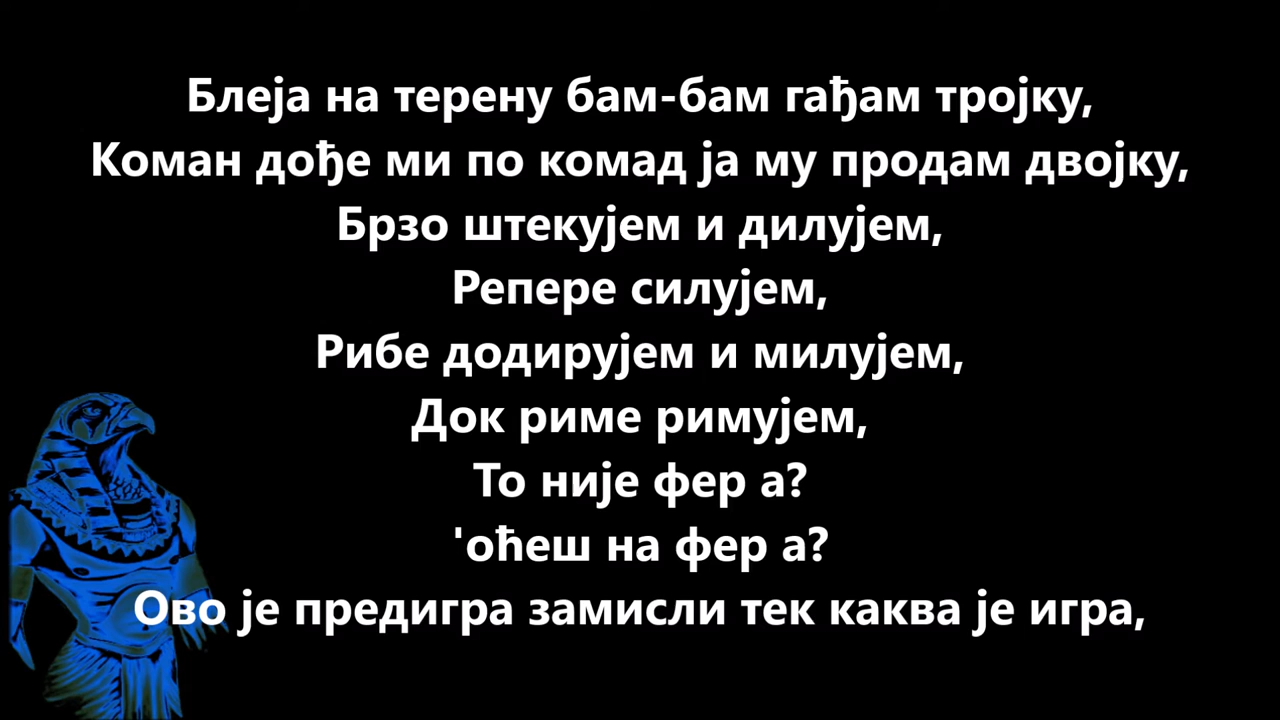 Блеја на терену бам-бам гађам тројку,
Коман дође ми по комад ја му продам двојку,
Брзо штекујем и дилујем,
Репере силујем,
Рибе додирујем и милујем,
Док риме римујем,
То није фер а?
'оћеш на фер а?
Ово је предигра замисли тек каква је игра,